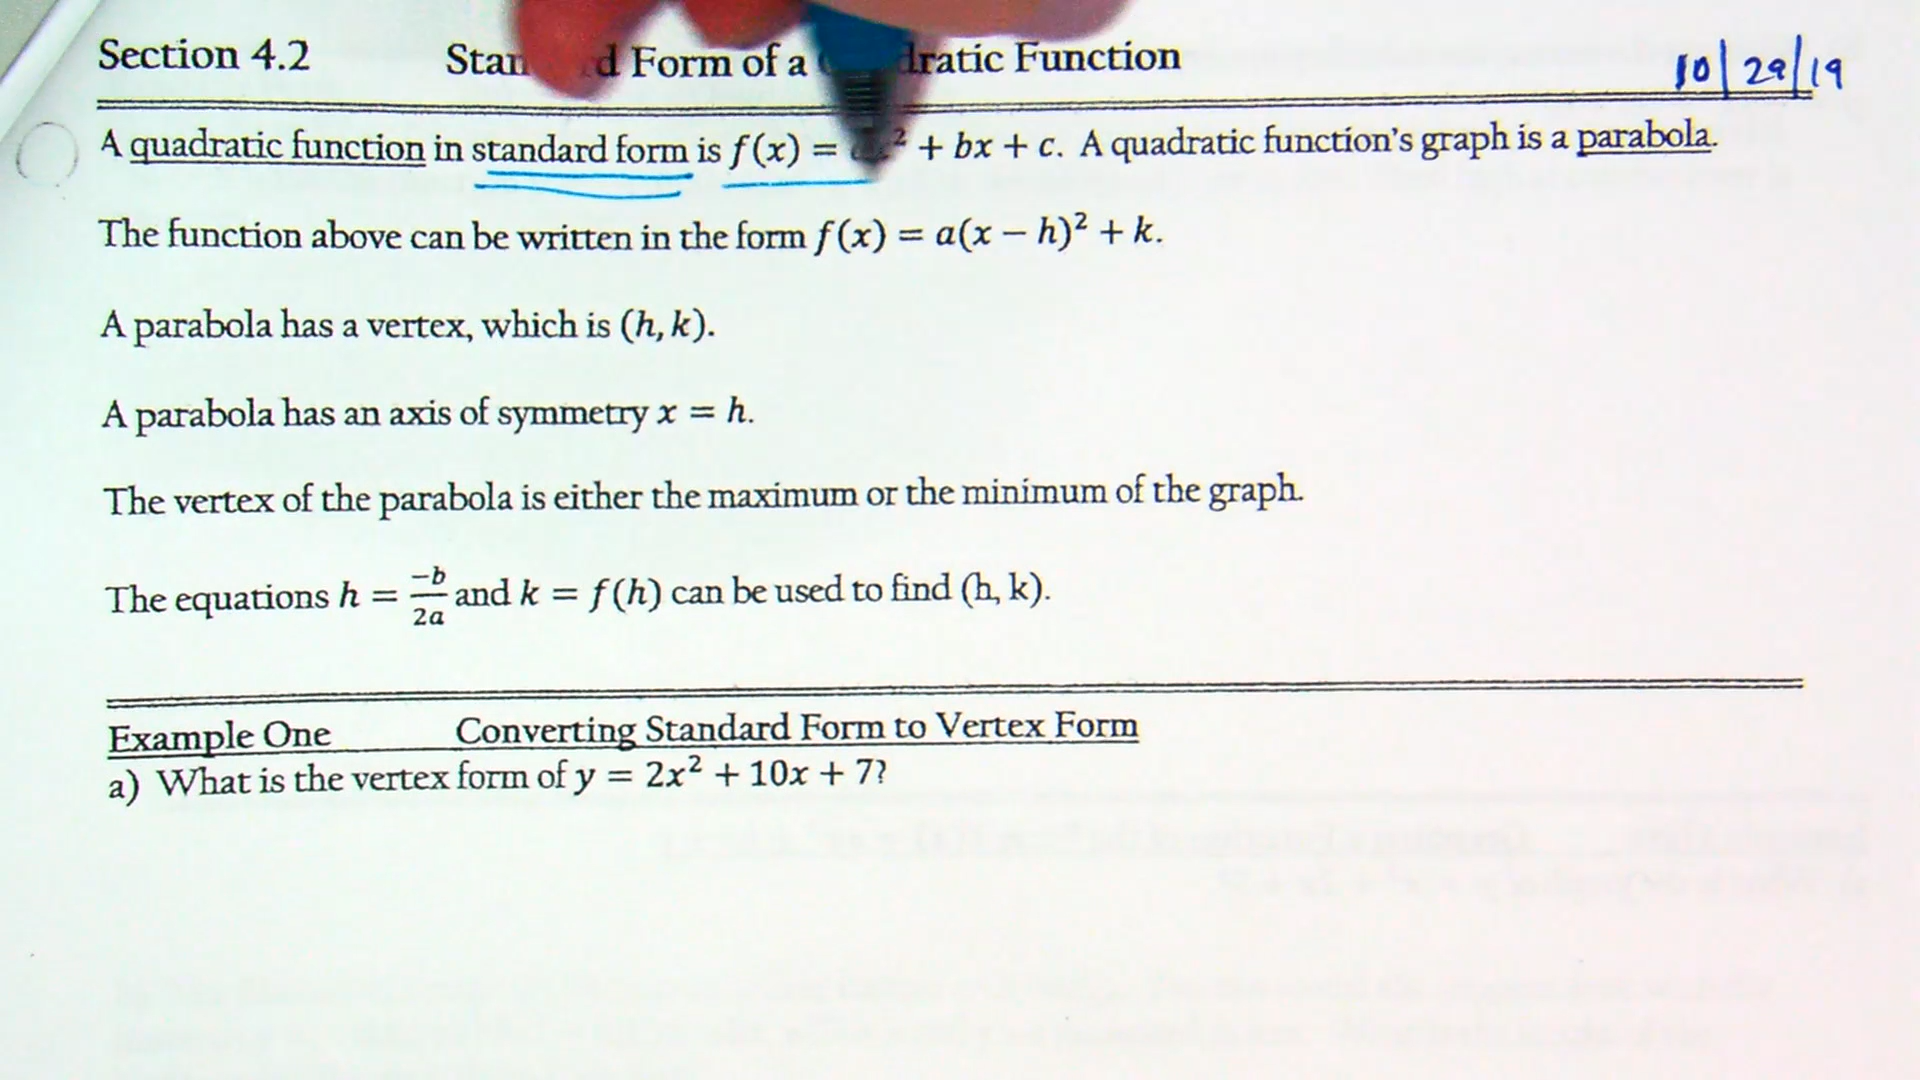 Section 4.2 Form of a Function 10/29/19
A quadratic function in standard form is f(x) = ² + bx + c. A quadratic function's graph is a parabola.
The function above can be written in the form f(x) = a(x − h)² + k.
A parabola has a vertex, which is (h, k).
A parabola has an axis of symmetry x = h.
The vertex of the parabola is either the maximum or the minimum of the graph.
The equations h = −b/2a and k = f(h) can be used to find (h, k).
Example One Converting Standard Form to Vertex Form
a) What is the vertex form of y = 2x² + 10x + 7?